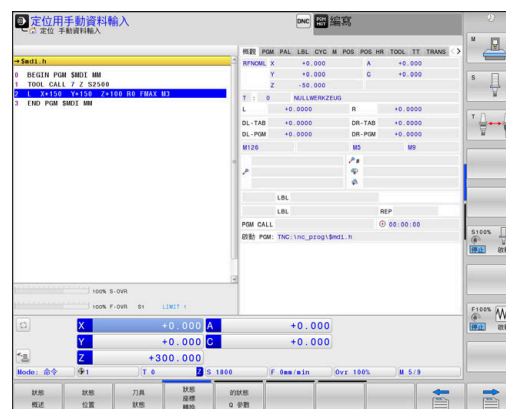 定位用手動資料輸入
定位 手動資料輸入
DNC
編寫
→$mdi.h
0 BEGIN PGM $MDI MM
1 TOOL CALL 7 Z S2500
2 L X+150 Y+150 Z+100 R0 FMAX M3
3 END PGM $MDI MM
概觀 PGM PAL LBL CYC M POS POS HR TOOL TT TRANS
RFNOML X +0.000 A +0.000
Y +0.000 C +0.000
Z -50.000
T : 0 NULLWERKZEUG
L +0.0000 R +0.0000
DL-TAB +0.0000 DR-TAB +0.0000
DL-PGM +0.0000 DR-PGM +0.0000
M126 M5 M9
LBL
LBL REP
PGM CALL 00:00:00
啟動 PGM: TNC:\nc_prog\$mdi.h
100% S-OVR
100% F-OVR S1 LIMIT 1
X +0.000 A +0.000
Y +0.000 C +0.000
Z +300.000
Mode: 命令 1 T 0 Z S 1800 F 0mm/min Ovr 100% M 5/9
狀態 概述
狀態 位置
刀具 狀態
狀態 座標 轉換
的狀態 Q 參數
M
S
T
S100%
停止 啟
F100%
停止 啟